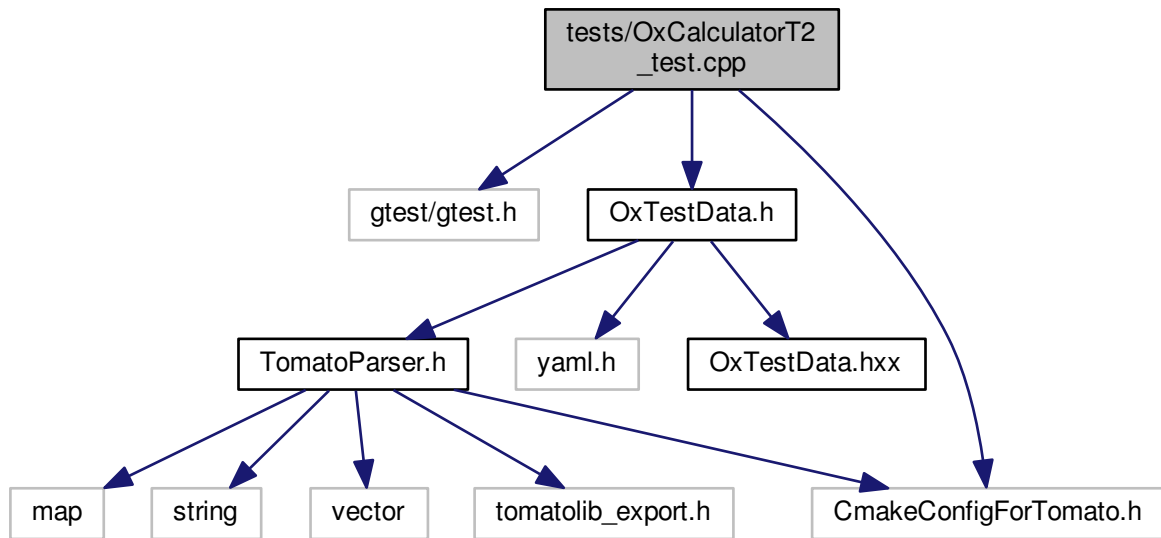 tests/OxCalculatorT2
_test.cpp
gtest/gtest.h
OxTestData.h
TomatoParser.h
yaml.h
OxTestData.hxx
map
string
vector
tomatolib_export.h
CmakeConfigForTomato.h